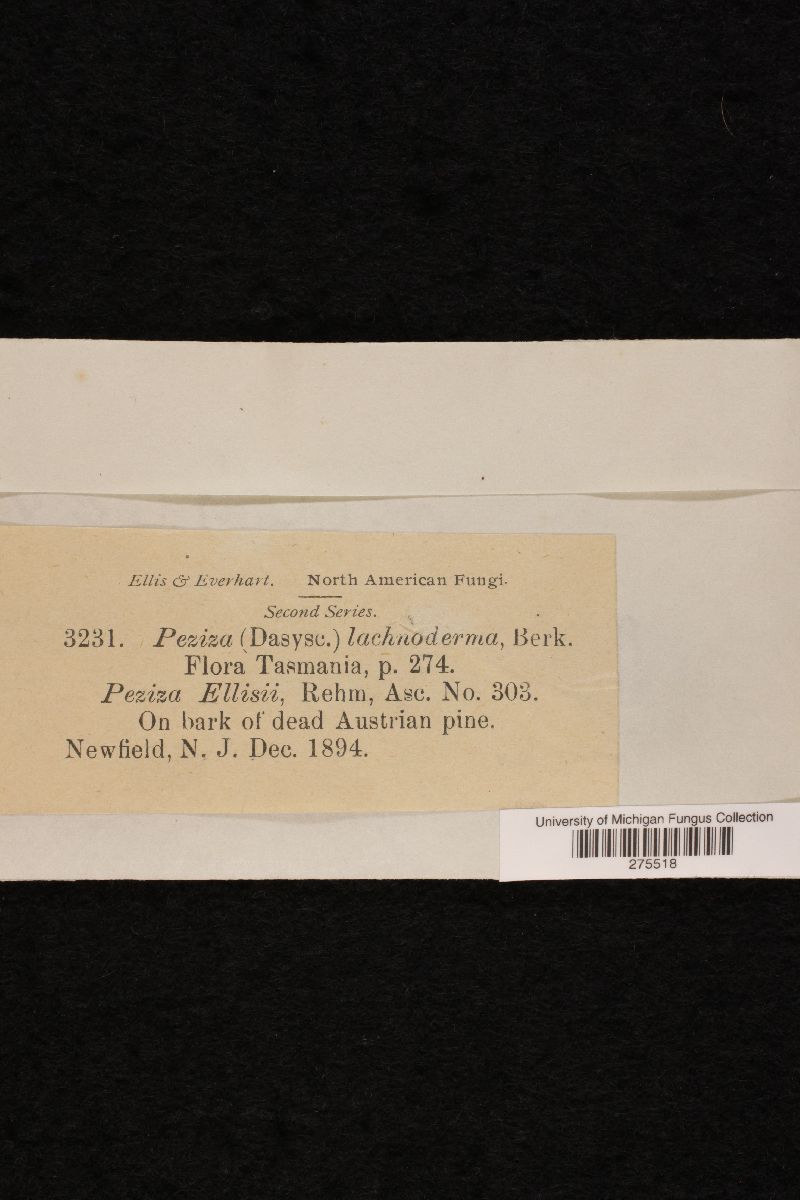 Ellis & Everhart. North American Fungi.
Second Series.
3231. Peziza (Dasysc.) lachnoderma, Berk.
Flora Tasmania, p. 274.
Peziza Ellisii, Rehm, Asc. No. 303.
On bark of dead Austrian pine.
Newfield, N. J. Dec. 1894.
University of Michigan Fungus Collection
275518